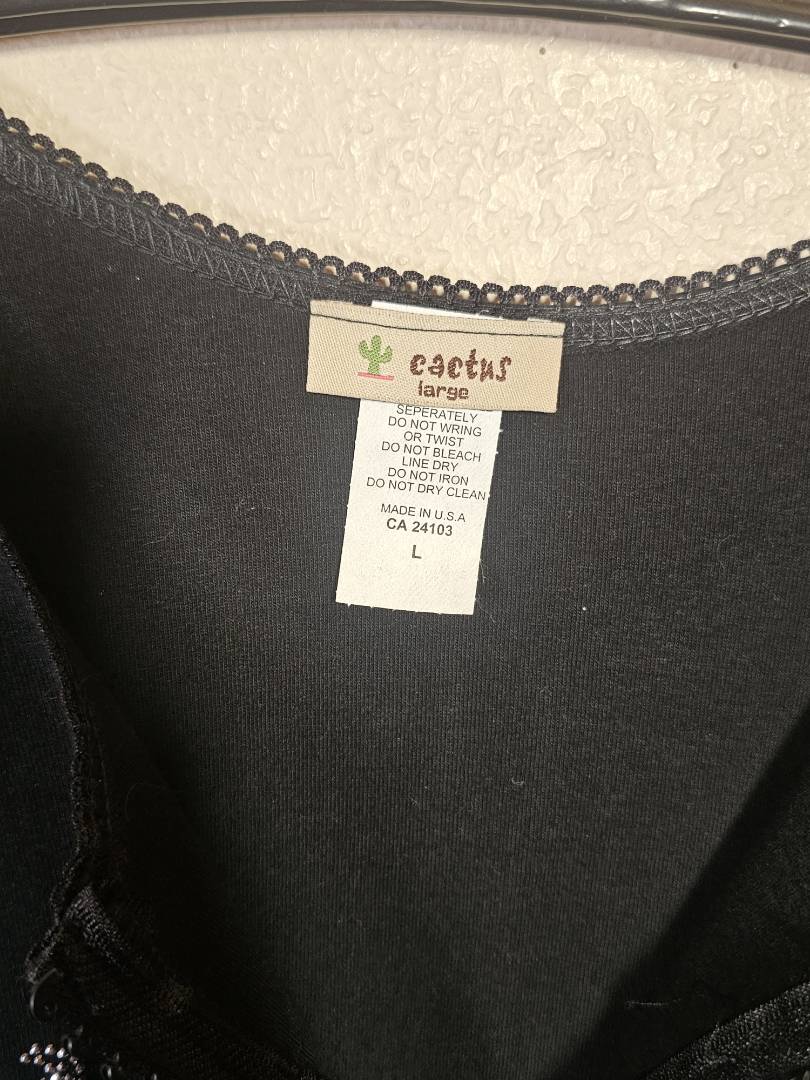 cactus
large
SEPERATELY
DO NOT WRING
OR TWIST
DO NOT BLEACH
LINE DRY
DO NOT IRON
DO NOT DRY CLEAN
MADE IN U.S.A
CA 24103
L